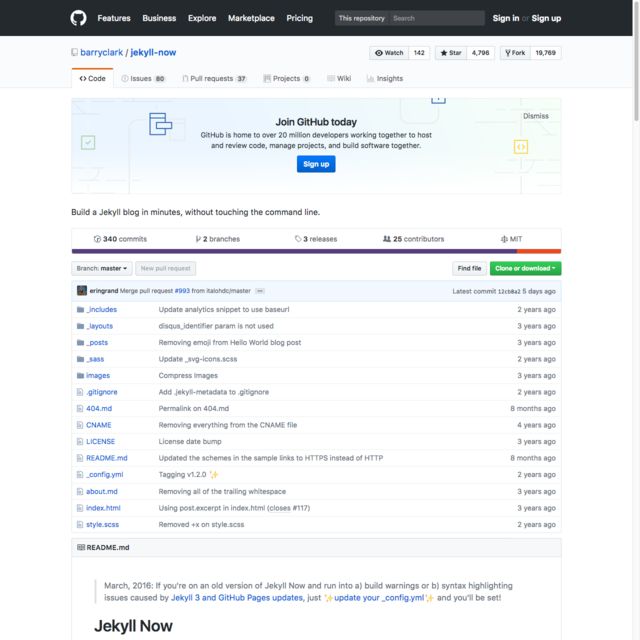 Features Business Explore Marketplace Pricing This repository Search Sign in or Sign up
barryclark / jekyll-now Watch 142 Star 4,796 Fork 19,769
Code Issues 80 Pull requests 37 Projects 0 Wiki Insights
Dismiss
Join GitHub today
GitHub is home to over 20 million developers working together to host
and review code, manage projects, and build software together.
Sign up
Build a Jekyll blog in minutes, without touching the command line.
340 commits 2 branches 3 releases 25 contributors MIT
Branch: master New pull request Find file Clone or download
eringrand Merge pull request #993 from italohdc/master Latest commit 12cb8a2 5 days ago
_includes Update analytics snippet to use baseurl 2 years ago
_layouts disqus_identifier param is not used 3 years ago
_posts Removing emoji from Hello World blog post 3 years ago
_sass Update _svg-icons.scss 2 years ago
images Compress Images 3 years ago
.gitignore Add .jekyll-metadata to .gitignore 2 years ago
404.md Permalink on 404.md 8 months ago
CNAME Removing everything from the CNAME file 4 years ago
LICENSE License date bump 3 years ago
README.md Updated the schemes in the sample links to HTTPS instead of HTTP 8 months ago
_config.yml Tagging v1.2.0 ✨ 2 years ago
about.md Removing all of the trailing whitespace 3 years ago
index.html Using post.excerpt in index.html (closes #117) 3 years ago
style.scss Removed +x on style.scss 2 years ago
README.md
March, 2016: If you're on an old version of Jekyll Now and run into a) build warnings or b) syntax highlighting
issues caused by Jekyll 3 and GitHub Pages updates, just ✨update your _config.yml✨ and you'll be set!
Jekyll Now